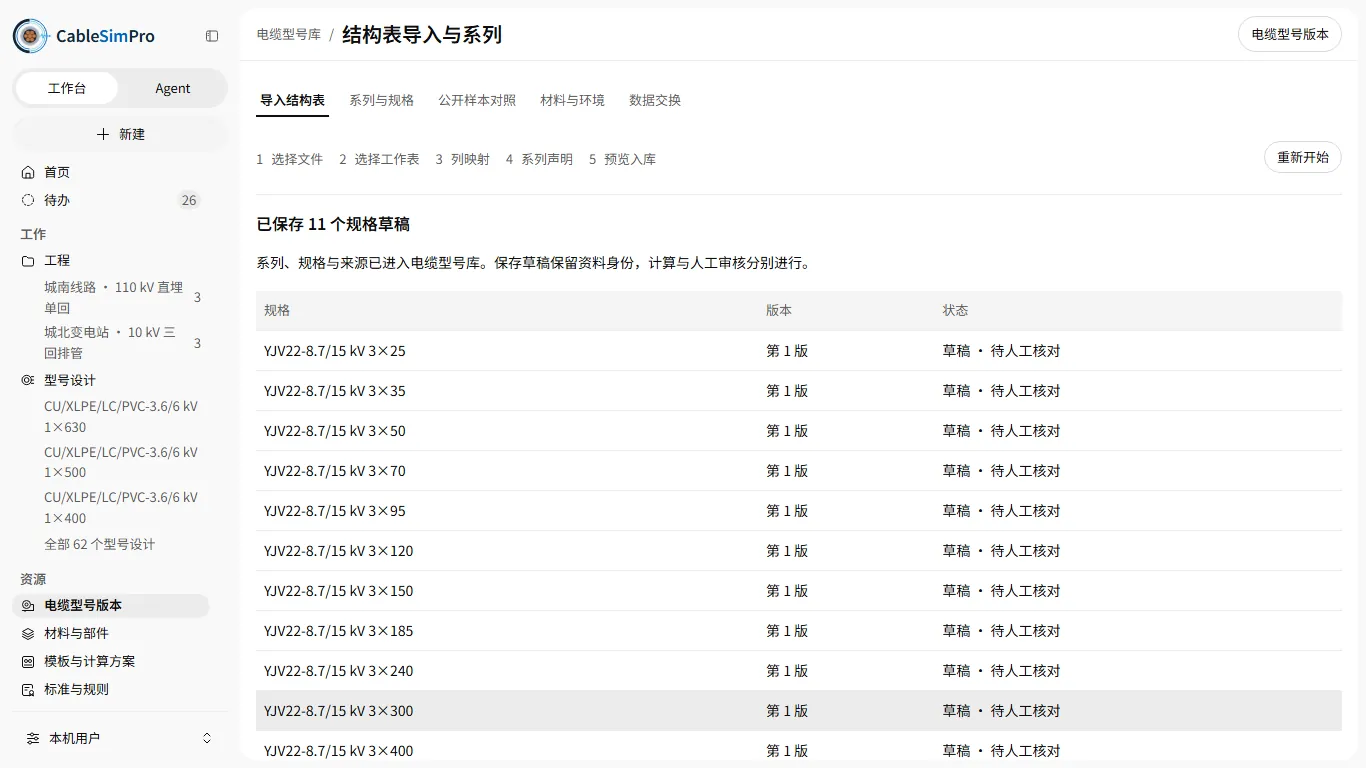 CableSimPro
工作台
Agent
新建
首页
待办
26
工作
工程
城南线路 · 110 kV 直埋
单回
3
城北变电站 · 10 kV 三
回排管
3
型号设计
CU/XLPE/LC/PVC-3.6/6 kV
1×630
CU/XLPE/LC/PVC-3.6/6 kV
1×500
CU/XLPE/LC/PVC-3.6/6 kV
1×400
全部 62 个型号设计
资源
电缆型号版本
材料与部件
模板与计算方案
标准与规则
本机用户
电缆型号库 / 结构表导入与系列
电缆型号版本
导入结构表 系列与规格 公开样本对照 材料与环境 数据交换
1 选择文件 2 选择工作表 3 列映射 4 系列声明 5 预览入库
重新开始
已保存 11 个规格草稿
系列、规格与来源已进入电缆型号库。保存草稿保留资料身份，计算与人工审核分别进行。
规格 版本 状态
YJV22-8.7/15 kV 3×25 第 1 版 草稿 · 待人工核对
YJV22-8.7/15 kV 3×35 第 1 版 草稿 · 待人工核对
YJV22-8.7/15 kV 3×50 第 1 版 草稿 · 待人工核对
YJV22-8.7/15 kV 3×70 第 1 版 草稿 · 待人工核对
YJV22-8.7/15 kV 3×95 第 1 版 草稿 · 待人工核对
YJV22-8.7/15 kV 3×120 第 1 版 草稿 · 待人工核对
YJV22-8.7/15 kV 3×150 第 1 版 草稿 · 待人工核对
YJV22-8.7/15 kV 3×185 第 1 版 草稿 · 待人工核对
YJV22-8.7/15 kV 3×240 第 1 版 草稿 · 待人工核对
YJV22-8.7/15 kV 3×300 第 1 版 草稿 · 待人工核对
YJV22-8.7/15 kV 3×400 第 1 版 草稿 · 待人工核对